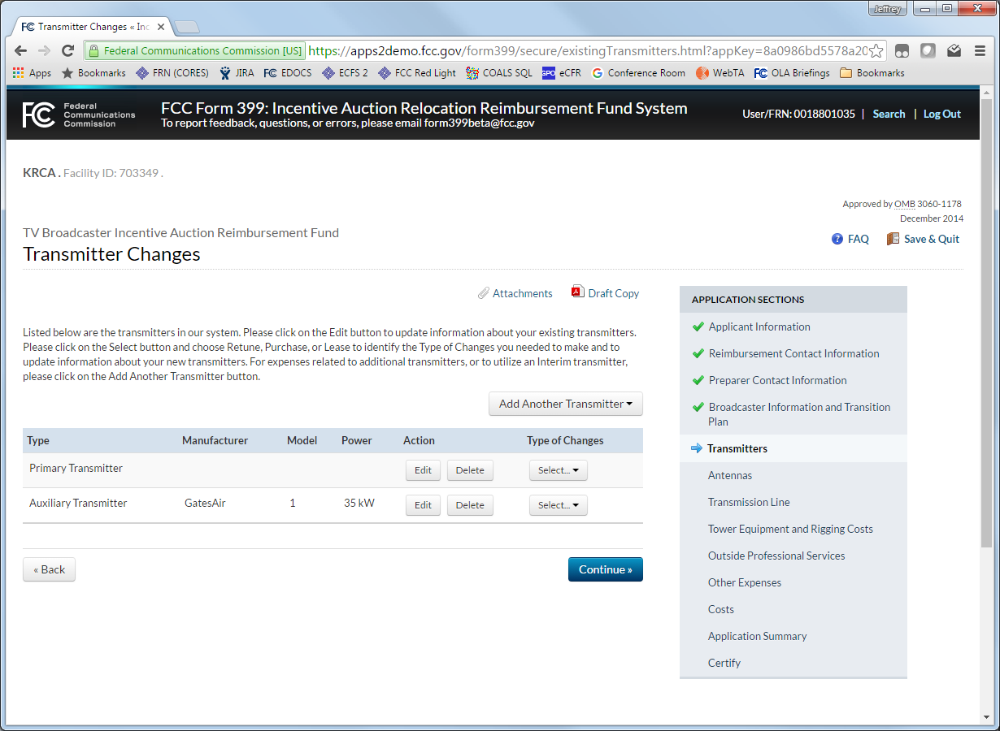 Jeffrey
FCC Transmitter Changes « Inc
Federal Communications Commission [US] https://apps2demo.fcc.gov/form399/secure/existingTransmitters.html?appKey=8a0986bd5578a20
Apps Bookmarks FRN (CORES) JIRA FC EDOCS ECFS 2 FCC Red Light COALS SQL GPO eCFR G Conference Room WebTA FC OLA Briefings Bookmarks
FCC Federal Communications Commission
FCC Form 399: Incentive Auction Relocation Reimbursement Fund System
To report feedback, questions, or errors, please email form399beta@fcc.gov
User/FRN: 0018801035 | Search | Log Out
KRCA . Facility ID: 703349 .
Approved by OMB 3060-1178
December 2014
TV Broadcaster Incentive Auction Reimbursement Fund
? FAQ Save & Quit
Transmitter Changes
Attachments Draft Copy
Listed below are the transmitters in our system. Please click on the Edit button to update information about your existing transmitters.
Please click on the Select button and choose Retune, Purchase, or Lease to identify the Type of Changes you needed to make and to
update information about your new transmitters. For expenses related to additional transmitters, or to utilize an Interim transmitter,
please click on the Add Another Transmitter button.
Add Another Transmitter
Type Manufacturer Model Power Action Type of Changes
Primary Transmitter Edit Delete Select...
Auxiliary Transmitter GatesAir 1 35 kW Edit Delete Select...
« Back Continue »
APPLICATION SECTIONS
Applicant Information
Reimbursement Contact Information
Preparer Contact Information
Broadcaster Information and Transition
Plan
Transmitters
Antennas
Transmission Line
Tower Equipment and Rigging Costs
Outside Professional Services
Other Expenses
Costs
Application Summary
Certify